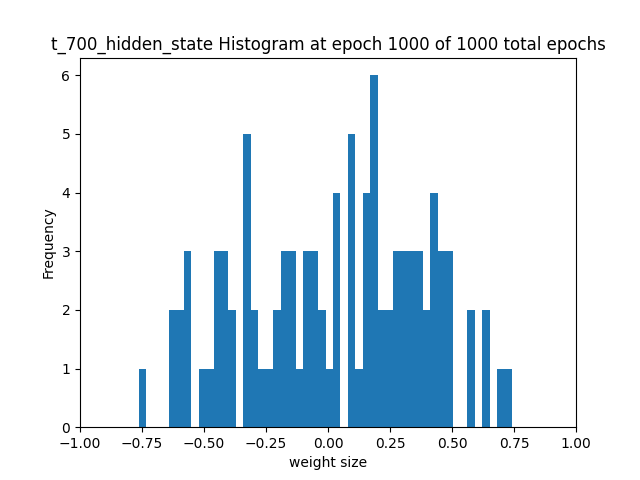 t_700_hidden_state Histogram at epoch 1000 of 1000 total epochs
6
5
4
3
2
1
0
Frequency
−1.00 −0.75 −0.50 −0.25 0.00 0.25 0.50 0.75 1.00
weight size